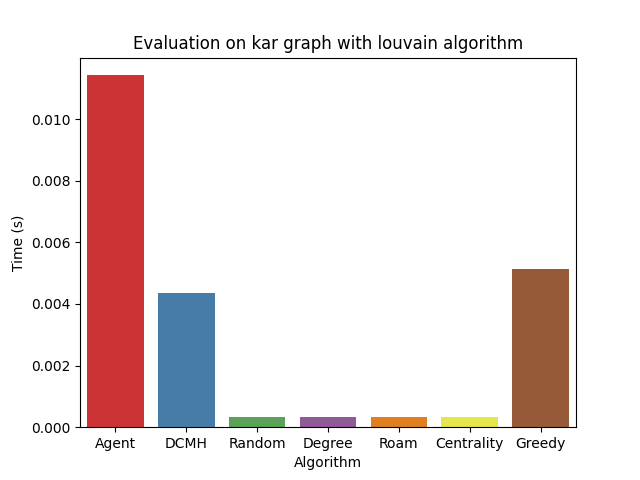 Evaluation on kar graph with louvain algorithm
Time (s)
0.010
0.008
0.006
0.004
0.002
0.000
Agent DCMH Random Degree Roam Centrality Greedy
Algorithm